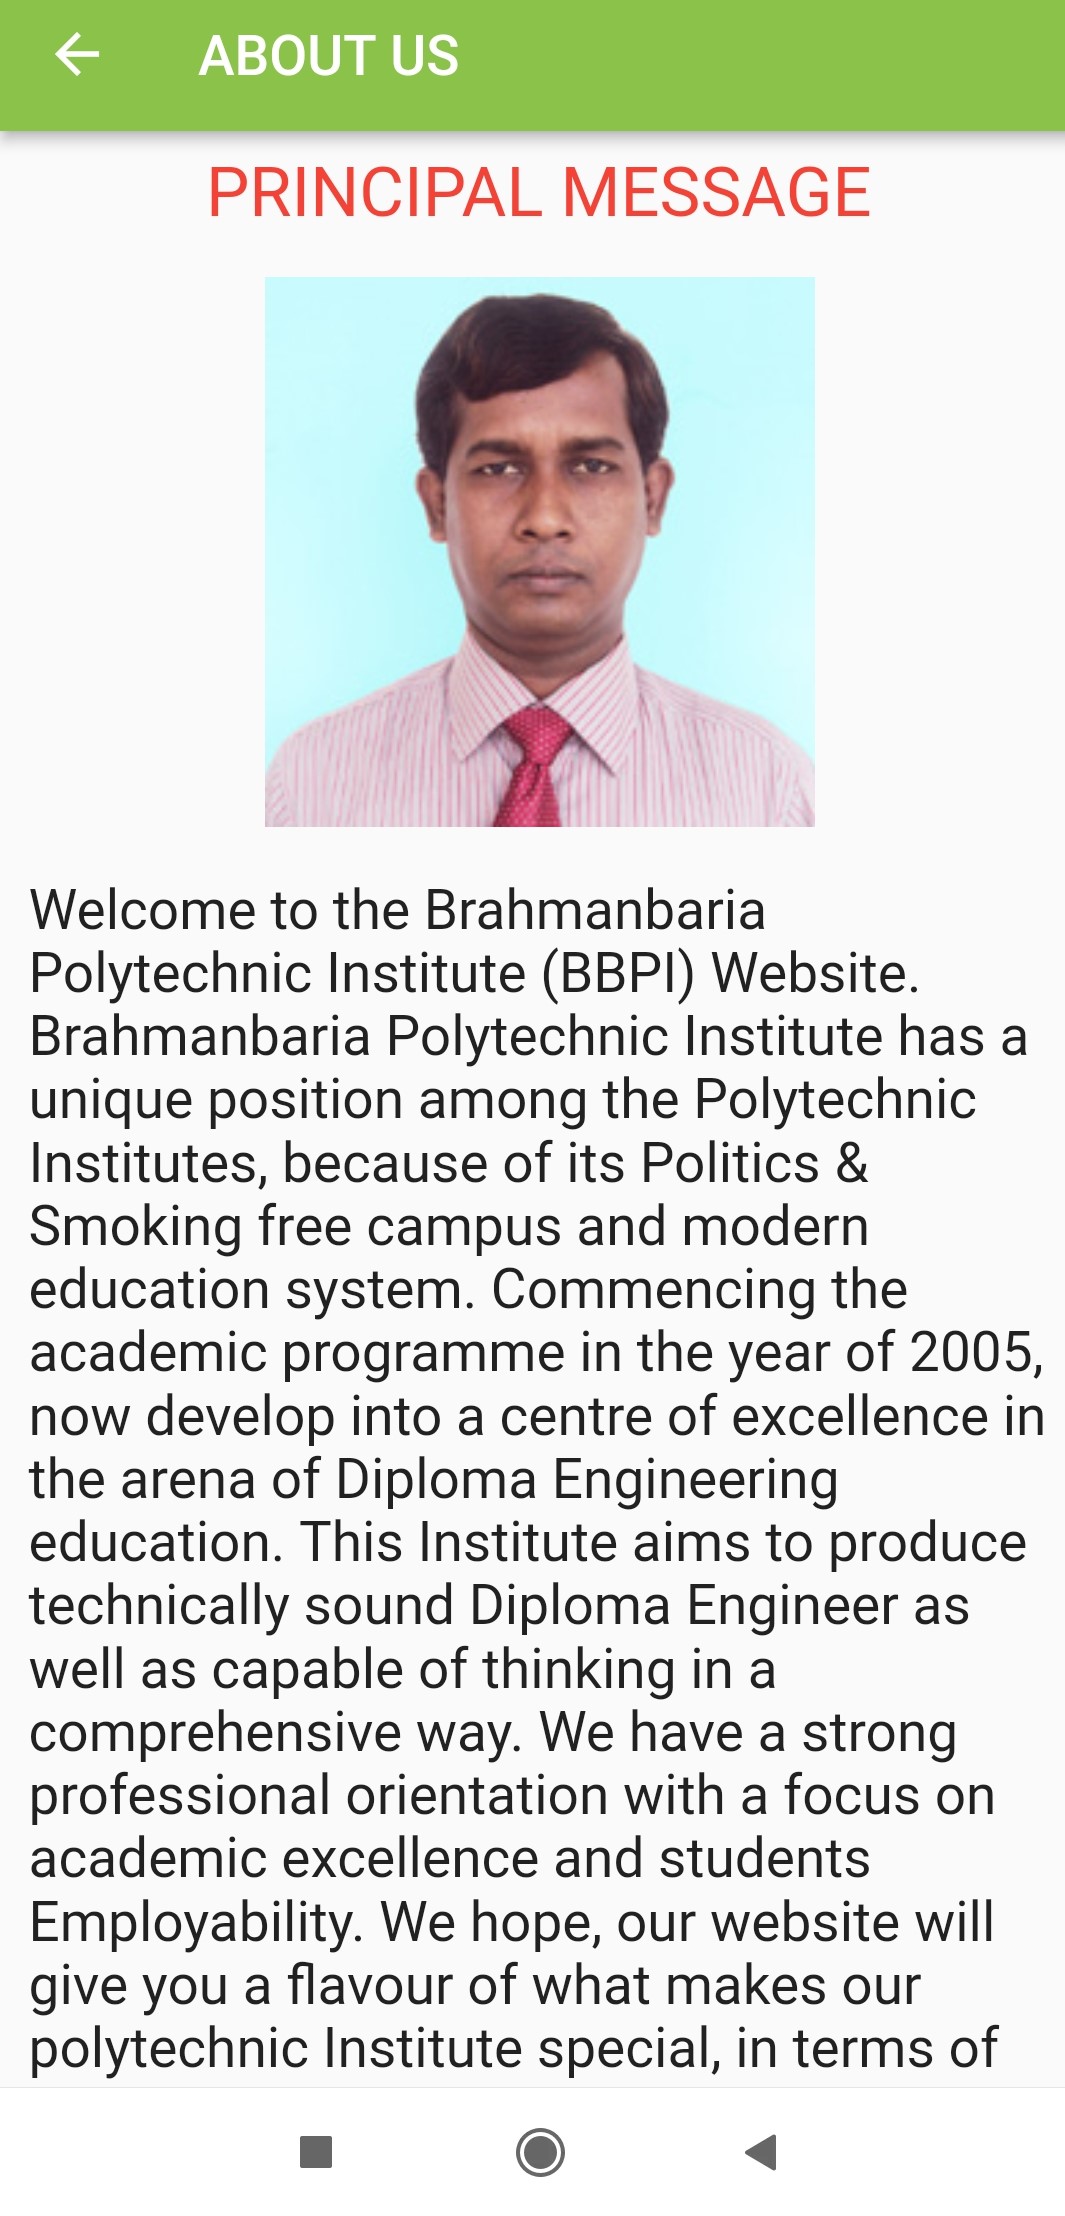 ABOUT US
PRINCIPAL MESSAGE
Welcome to the Brahmanbaria
Polytechnic Institute (BBPI) Website.
Brahmanbaria Polytechnic Institute has a
unique position among the Polytechnic
Institutes, because of its Politics &
Smoking free campus and modern
education system. Commencing the
academic programme in the year of 2005,
now develop into a centre of excellence in
the arena of Diploma Engineering
education. This Institute aims to produce
technically sound Diploma Engineer as
well as capable of thinking in a
comprehensive way. We have a strong
professional orientation with a focus on
academic excellence and students
Employability. We hope, our website will
give you a flavour of what makes our
polytechnic Institute special, in terms of